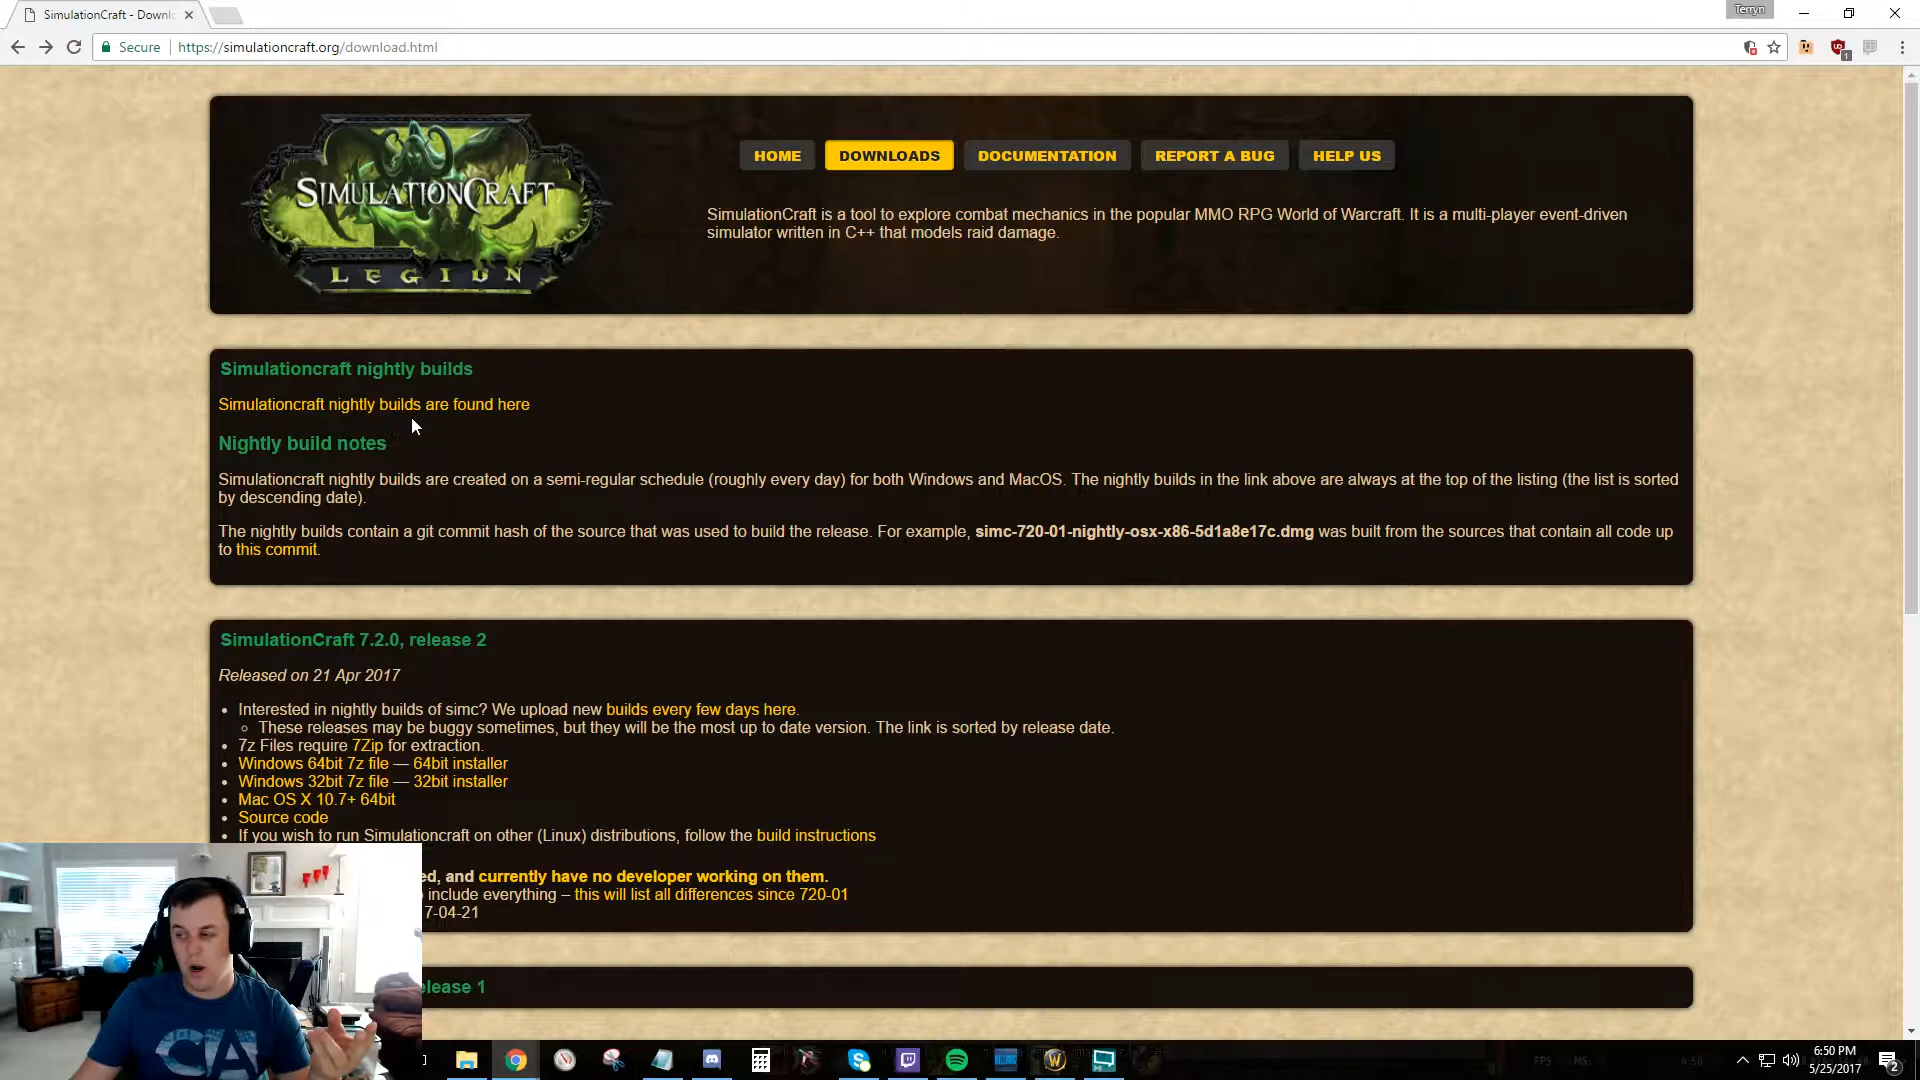 SimulationCraft - Downl
Terryn
Secure
https://simulationcraft.org/download.html
1
SIMULATIONCRAFT
LEGION
HOME
DOWNLOADS
DOCUMENTATION
REPORT A BUG
HELP US
SimulationCraft is a tool to explore combat mechanics in the popular MMO RPG World of Warcraft. It is a multi-player event-driven
simulator written in C++ that models raid damage.
Simulationcraft nightly builds
Simulationcraft nightly builds are found here
Nightly build notes
Simulationcraft nightly builds are created on a semi-regular schedule (roughly every day) for both Windows and MacOS. The nightly builds in the link above are always at the top of the listing (the list is sorted
by descending date).
The nightly builds contain a git commit hash of the source that was used to build the release. For example, simc-720-01-nightly-osx-x86-5d1a8e17c.dmg was built from the sources that contain all code up
to this commit.
SimulationCraft 7.2.0, release 2
Released on 21 Apr 2017
Interested in nightly builds of simc? We upload new builds every few days here.
These releases may be buggy sometimes, but they will be the most up to date version. The link is sorted by release date.
7z Files require 7Zip for extraction.
Windows 64bit 7z file — 64bit installer
Windows 32bit 7z file — 32bit installer
Mac OS X 10.7+ 64bit
Source code
If you wish to run Simulationcraft on other (Linux) distributions, follow the build instructions
ed, and currently have no developer working on them.
include everything – this will list all differences since 720-01
7-04-21
elease 1
CA
FPS
MS:
6:50
6:50 PM
5/25/2017
2